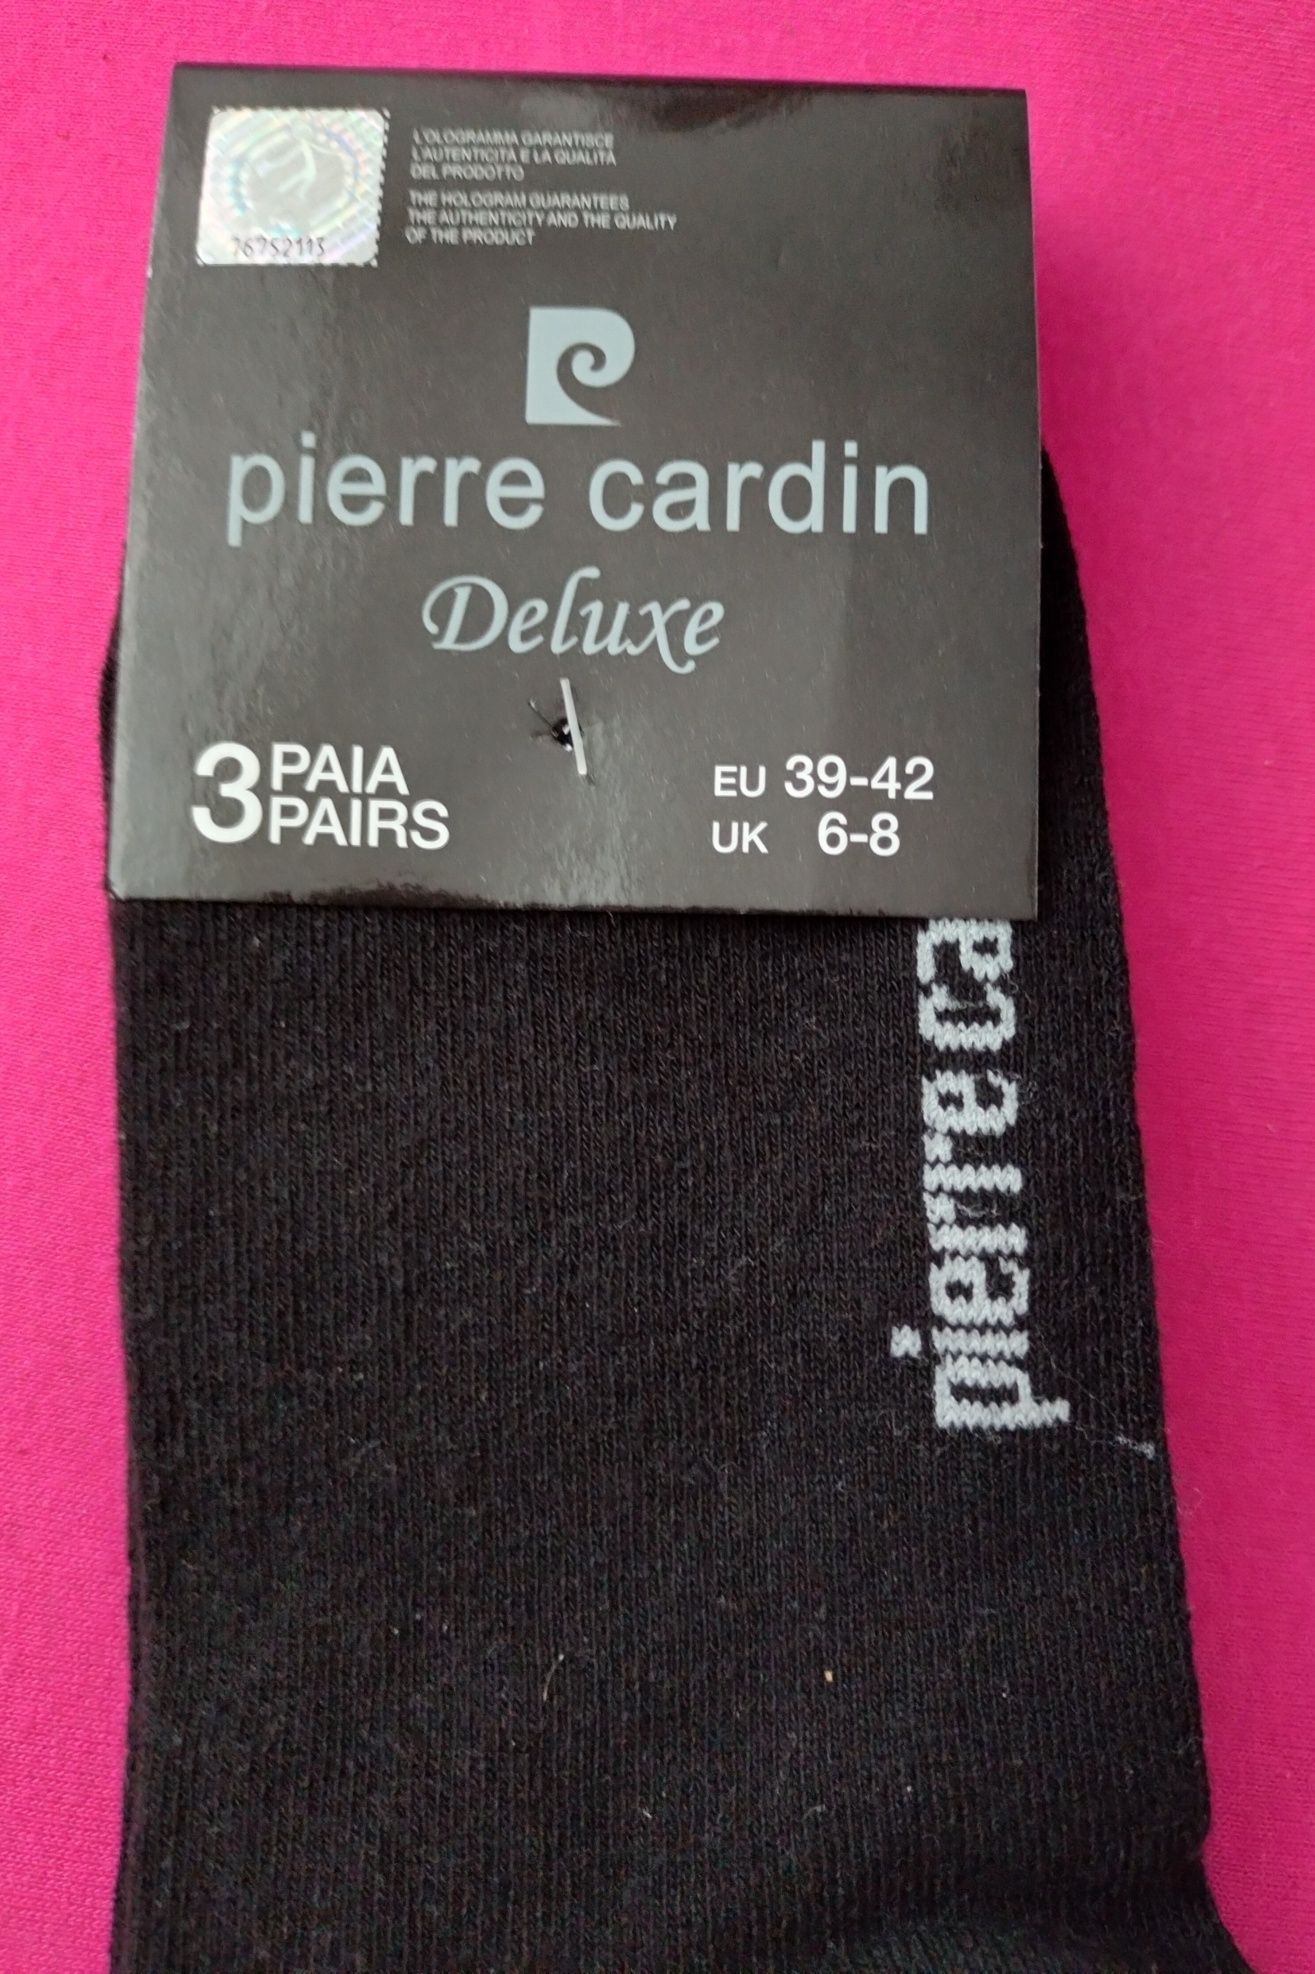 L'OLOGRAMMA GARANTISCE
L'AUTENTICITÀ E LA QUALITÀ
DEL PRODOTTO
THE HOLOGRAM GUARANTEES
THE AUTHENTICITY AND THE QUALITY
OF THE PRODUCT
76752113
pierre cardin
Deluxe
3 PAIA
PAIRS
EU 39-42
UK 6-8
pierre ca